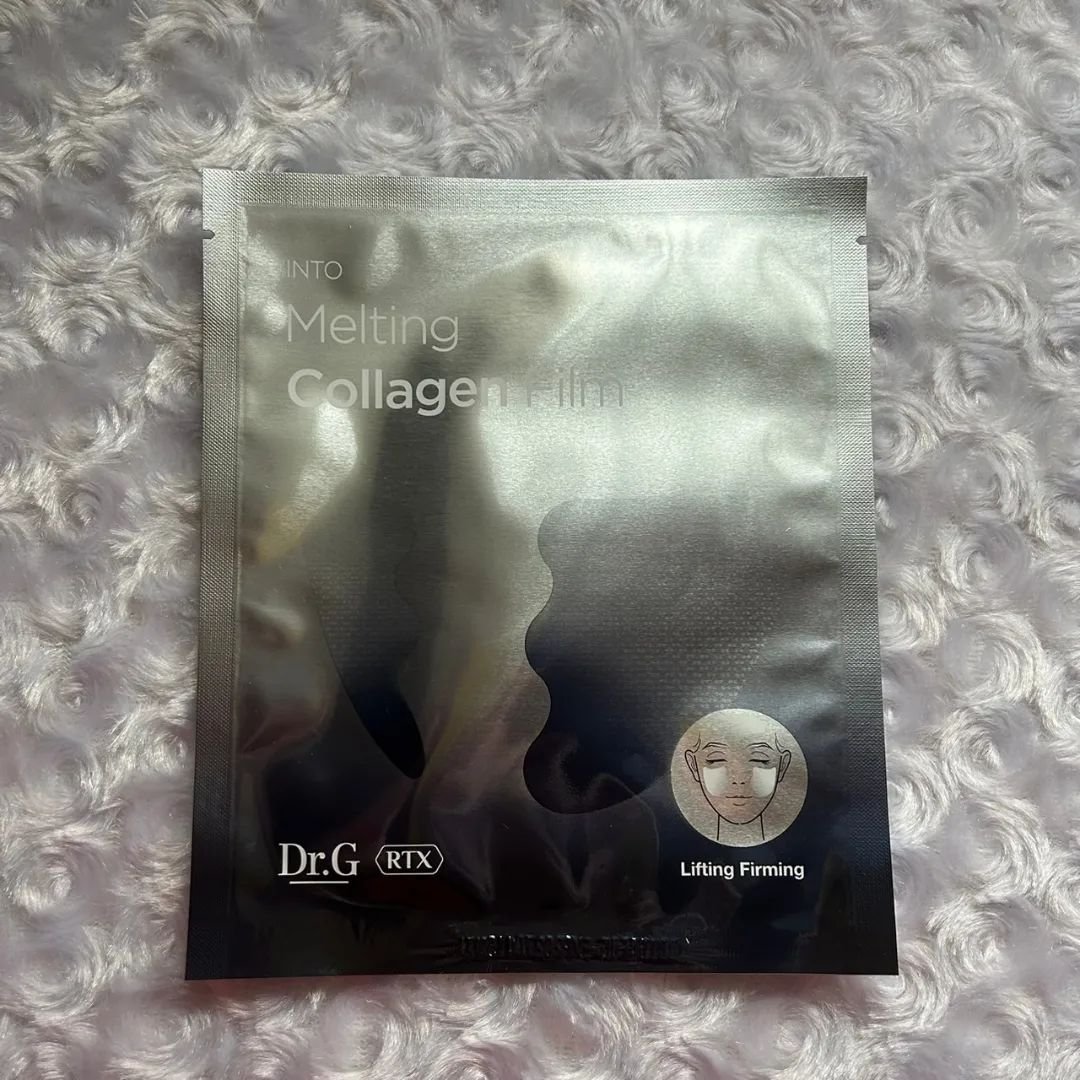 INTO
Melting
Collagen Film
Dr.G RTX
Lifting Firming